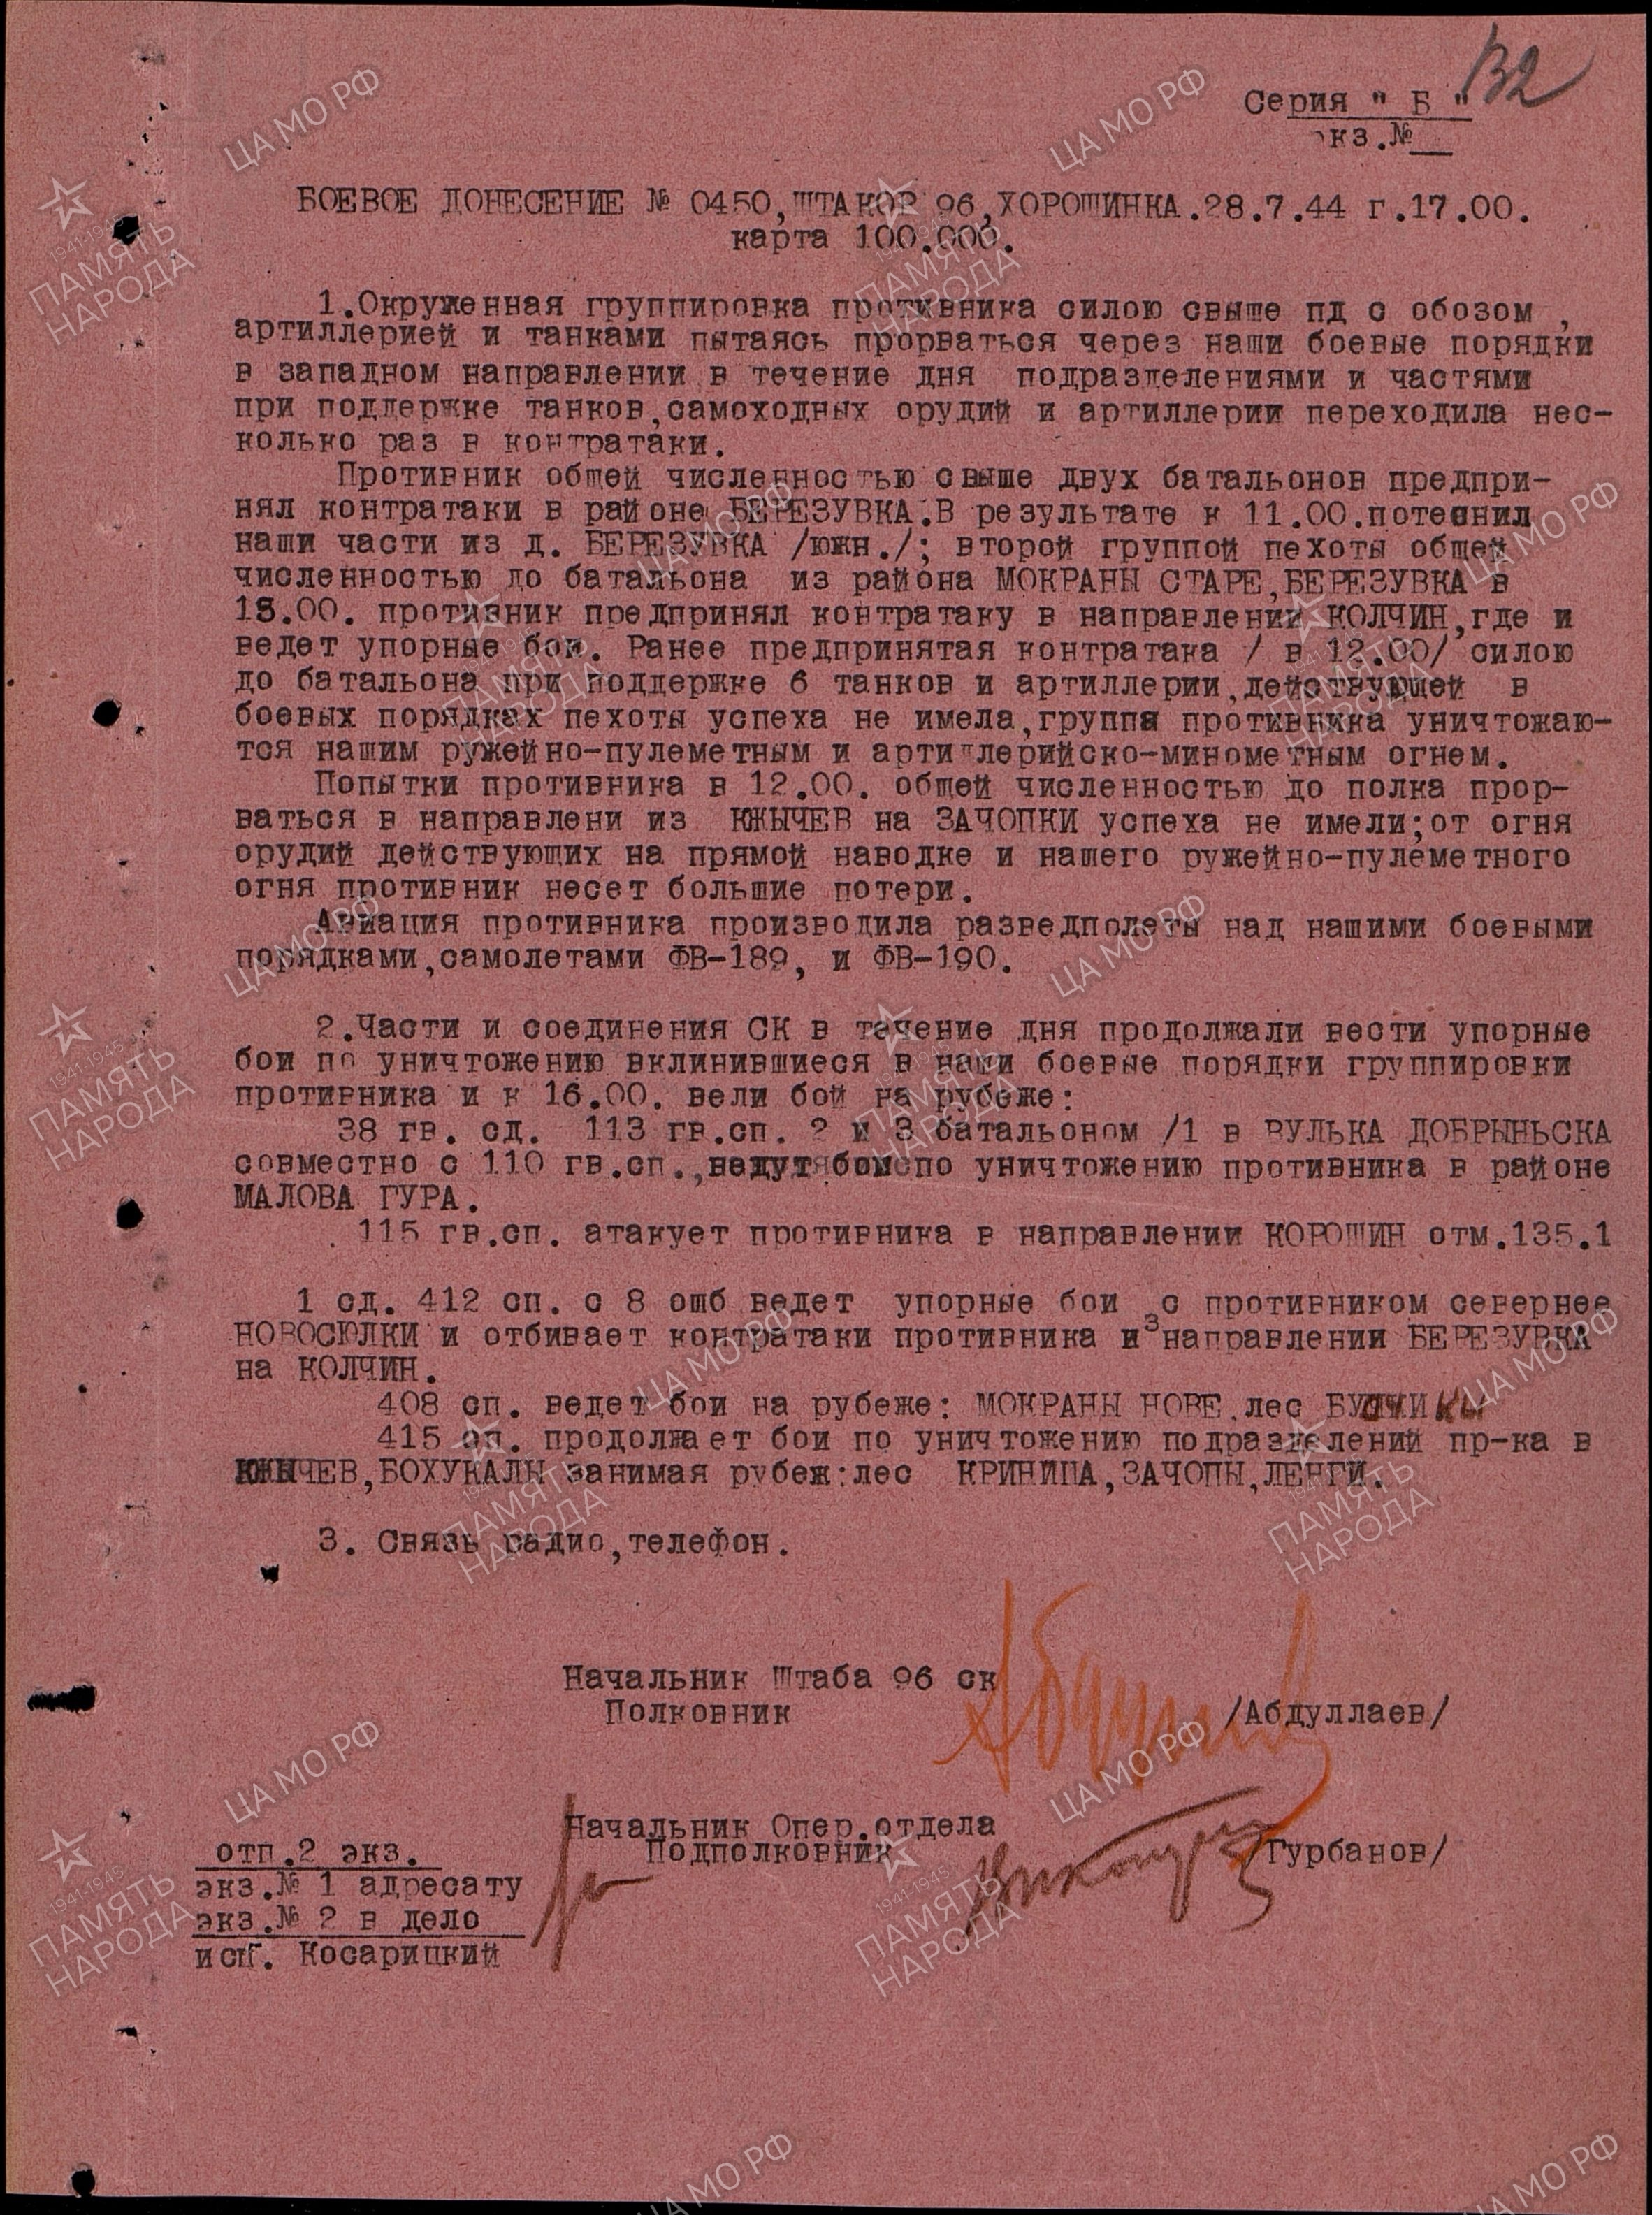 132
Серия " Б "
экз.№
БОЕВОЕ ДОНЕСЕНИЕ № 0450, ШТАКОР 96, ХОРОШИНКА.28.7.44 г.17.00.
карта 100.000.
1.Окруженная группировка противника силою свыше пд с обозом ,
артиллерией и танками пытаясь прорваться через наши боевые порядки
в западном направлении в течение дня подразделениями и частями
при поддержке танков,самоходных орудий и артиллерии переходила нес-
колько раз в контратаки.
Противник общей численностью свыше двух батальонов предпри-
нял контратаки в районе БЕРЕЗУВКА.В результате к 11.00.потеснил
наши части из д. БЕРЕЗУВКА /южн./; второй группой пехоты общей
численностью до батальона из района МОКРАНЫ СТАРЕ,БЕРЕЗУВКА в
13.00. противник предпринял контратаку в направлении КОЛЧИН,где и
ведет упорные бои. Ранее предпринятая контратака / в 12.00/ силою
до батальона при поддержке 6 танков и артиллерии,действующей в
боевых порядках пехоты успеха не имела,группа противника уничтожаю-
тся нашим ружейно-пулеметным и артиллерийско-минометным огнем.
Попытки противника в 12.00. общей численностью до полка прор-
ваться в направлени из КЖЫЧЕВ на ЗАЧОПКИ успеха не имели;от огня
орудий действующих на прямой наводке и нашего ружейно-пулеметного
огня противник несет большие потери.
Авиация противника производила разведполеты над нашими боевыми
порядками,самолетами ФВ-189, и ФВ-190.
2.Части и соединения СК в течение дня продолжали вести упорные
бои по уничтожению вклинившиеся в наши боевые порядки группировки
противника и к 16.00. вели бой на рубеже:
38 гв. сд. 113 гв.сп. 2 и 3 батальоном /1 в ВУЛЬКА ДОБРЫНЬСКА
совместно с 110 гв.сп.,ведут бои по уничтожению противника в районе
МАЛОВА ГУРА.
115 гв.сп. атакует противника в направлении КОРОШИН отм.135.1
1 сд. 412 сп. с 8 ошб ведет упорные бои с противником севернее
НОВОСЮЛКИ и отбивает контратаки противника из направлении БЕРЕЗУВКА
на КОЛЧИН.
408 сп. ведет бои на рубеже: МОКРАНЫ НОВЕ,лес
415 сп. продолжает бои по уничтожению подразделений пр-ка в
КЖЫЧЕВ,БОХУКАЛЫ занимая рубеж:лес КРИНИЦА,ЗАЧОПЫ,ЛЕНГИ.
3. Связь радио,телефон.
Начальник Штаба 96 ск
Полковник /Абдуллаев/
Начальник Опер.отдела
Подполковник /Гурбанов/
отп.2 экз.
экз.№ 1 адресату
экз.№ 2 в дело
исп. Косарицкий
ЦА МО РФ
1941-1945
ПАМЯТЬ
НАРОДА